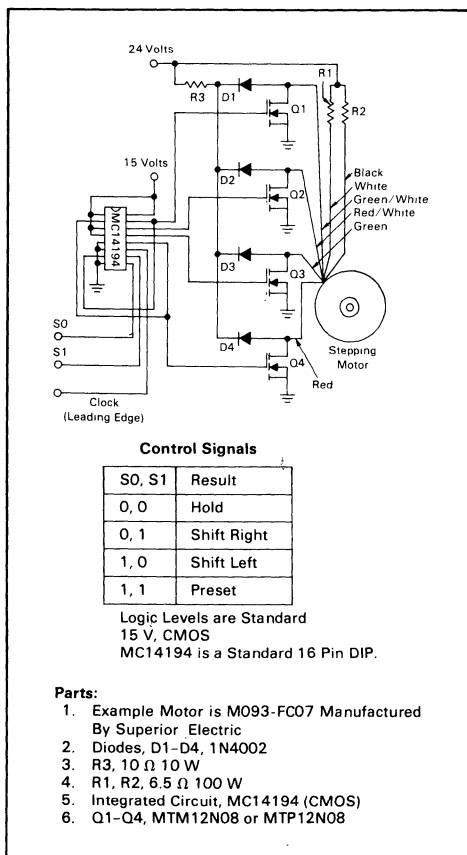 24 Volts
R3
D1
Q1
R1
R2
15 Volts
MC14194
D2
Q2
Black
White
Green/White
Red/White
Green
D3
Q3
S0
S1
D4
Q4
Stepping
Motor
Red
Clock
(Leading Edge)
Control Signals
S0, S1 Result
0, 0 Hold
0, 1 Shift Right
1, 0 Shift Left
1, 1 Preset
Logic Levels are Standard
15 V, CMOS
MC14194 is a Standard 16 Pin DIP.
Parts:
1. Example Motor is M093-FC07 Manufactured
By Superior Electric
2. Diodes, D1-D4, 1N4002
3. R3, 10 Ω 10 W
4. R1, R2, 6.5 Ω 100 W
5. Integrated Circuit, MC14194 (CMOS)
6. Q1-Q4, MTM12N08 or MTP12N08